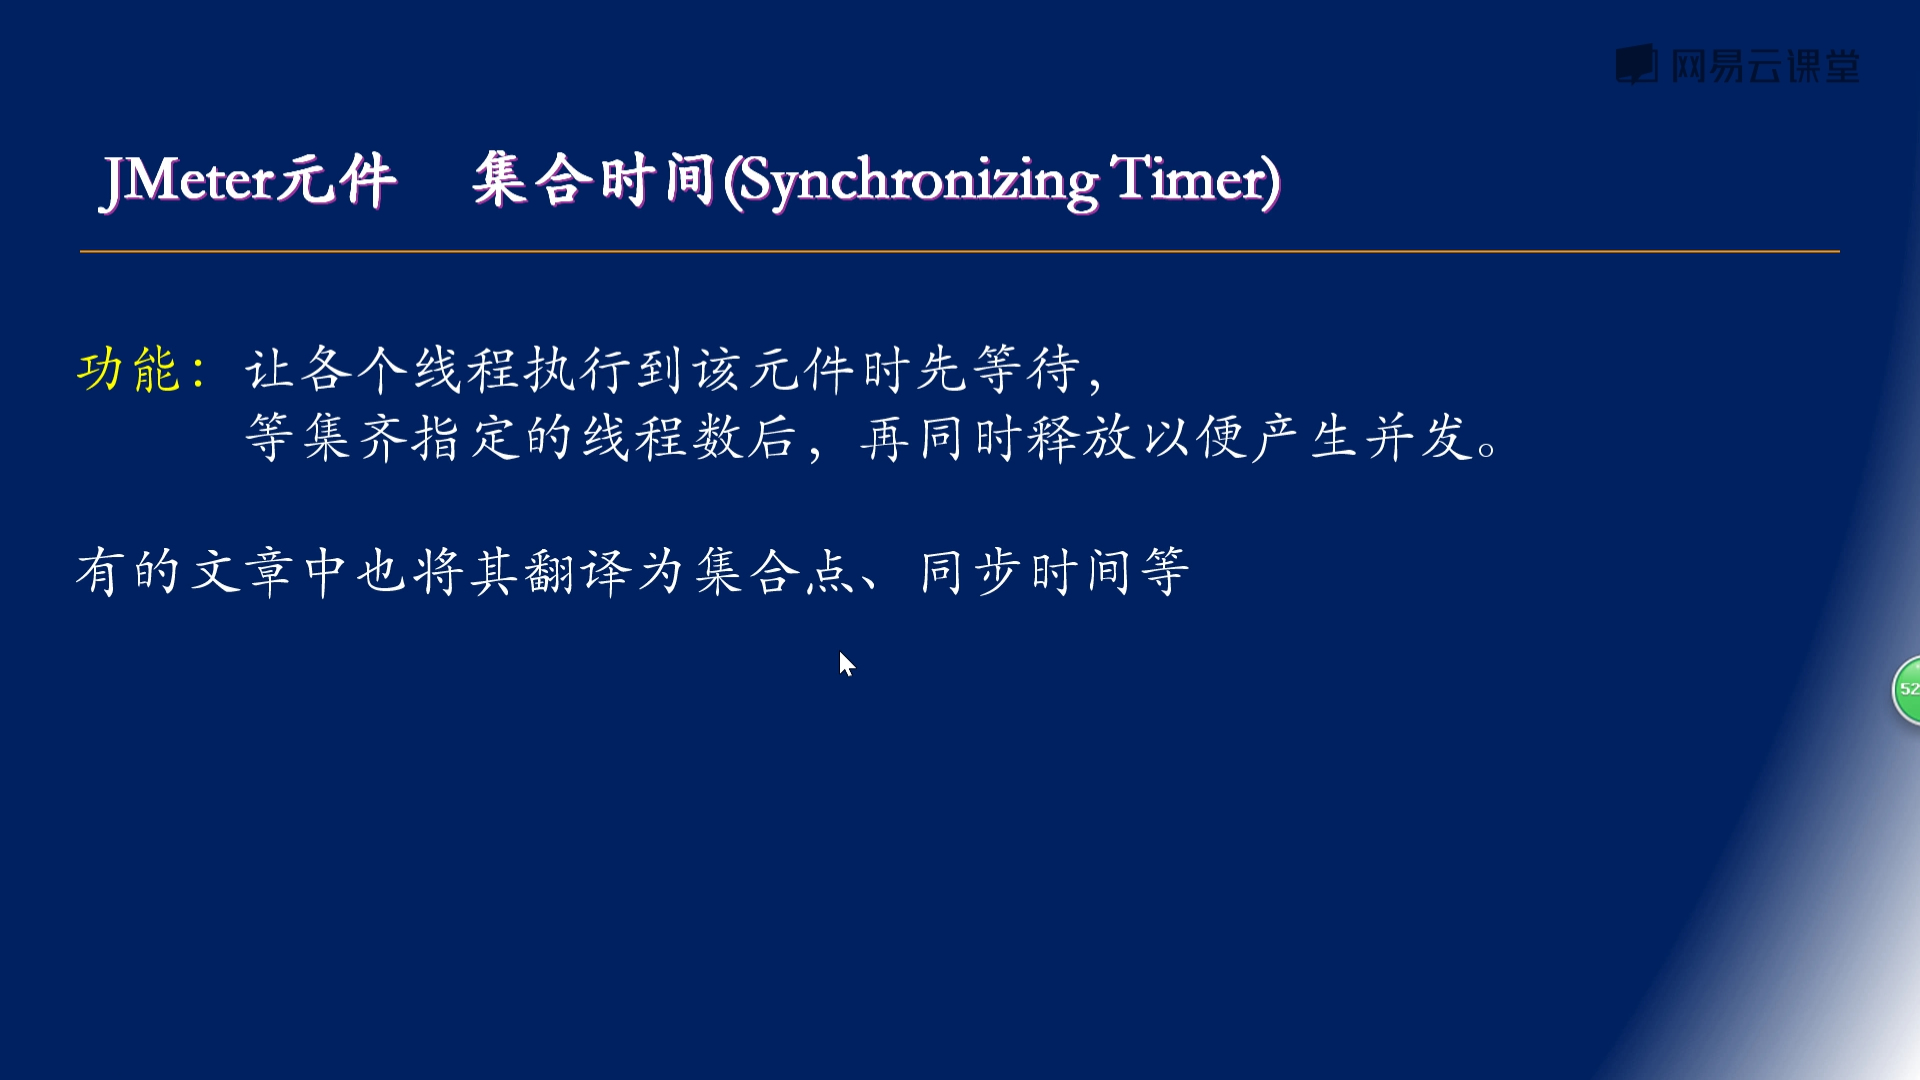 网易云课堂
JMeter元件 集合时间(Synchronizing Timer)
功能：让各个线程执行到该元件时先等待，
等集齐指定的线程数后，再同时释放以便产生并发。
有的文章中也将其翻译为集合点、同步时间等
52